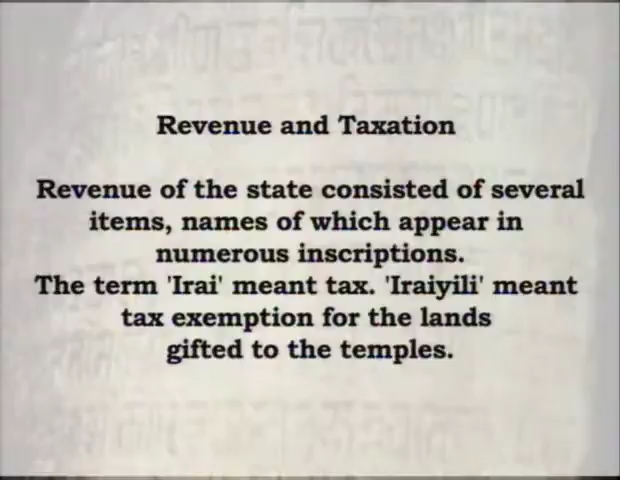 Revenue and Taxation
Revenue of the state consisted of several
items, names of which appear in
numerous inscriptions.
The term 'Irai' meant tax. 'Iraiyili' meant
tax exemption for the lands
gifted to the temples.